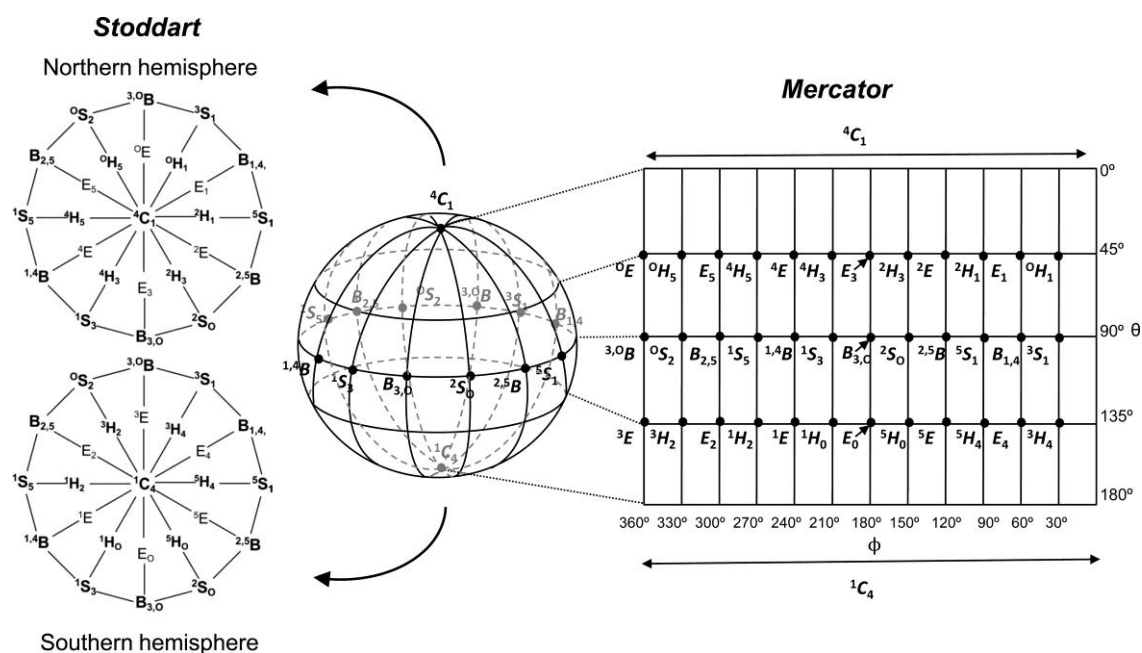 Stoddart
Northern hemisphere
³,ᴼB
ᴼS₂ ³S₁
B₂,₅ ᴼH₅ ᴼE ᴼH₁ B₁,₄,
E₅ E₁
¹S₅ ⁴H₅ ⁴C₁ ²H₁ ⁵S₁
⁴E ²E
¹,⁴B ⁴H₃ E₃ ²H₃ ²,⁵B
¹S₃ ²Sₒ
B₃,ₒ
³,ᴼB
ᴼS₂ ³S₁
B₂,₅ ³H₂ ³E ³H₄ B₁,₄,
E₂ E₄
¹S₅ ¹H₂ ¹C₄ ⁵H₄ ⁵S₁
¹E ⁵E
¹,⁴B ¹Hₒ Eₒ ⁵Hₒ ²,⁵B
¹S₃ ²Sₒ
B₃,ₒ
Southern hemisphere
⁴C₁
S₅ B₂,₅ ᴼS₂ ³,ᴼB ³S₁ B₁,₄
¹,⁴B ¹S₃ B₃,ₒ ²Sₒ ²,⁵B ⁵S₁
¹C₄
Mercator
⁴C₁
0º
45º
ᴼE ᴼH₅ E₅ ⁴H₅ ⁴E ⁴H₃ E₃ ²H₃ ²E ²H₁ E₁ ᴼH₁
90º θ
³,ᴼB ᴼS₂ B₂,₅ ¹S₅ ¹,⁴B ¹S₃ B₃,ₒ ²Sₒ ²,⁵B ⁵S₁ B₁,₄ ³S₁
135º
³E ³H₂ E₂ ¹H₂ ¹E ¹H₀ E₀ ⁵H₀ ⁵E ⁵H₄ E₄ ³H₄
180º
360º 330º 300º 270º 240º 210º 180º 150º 120º 90º 60º 30º
ϕ
¹C₄